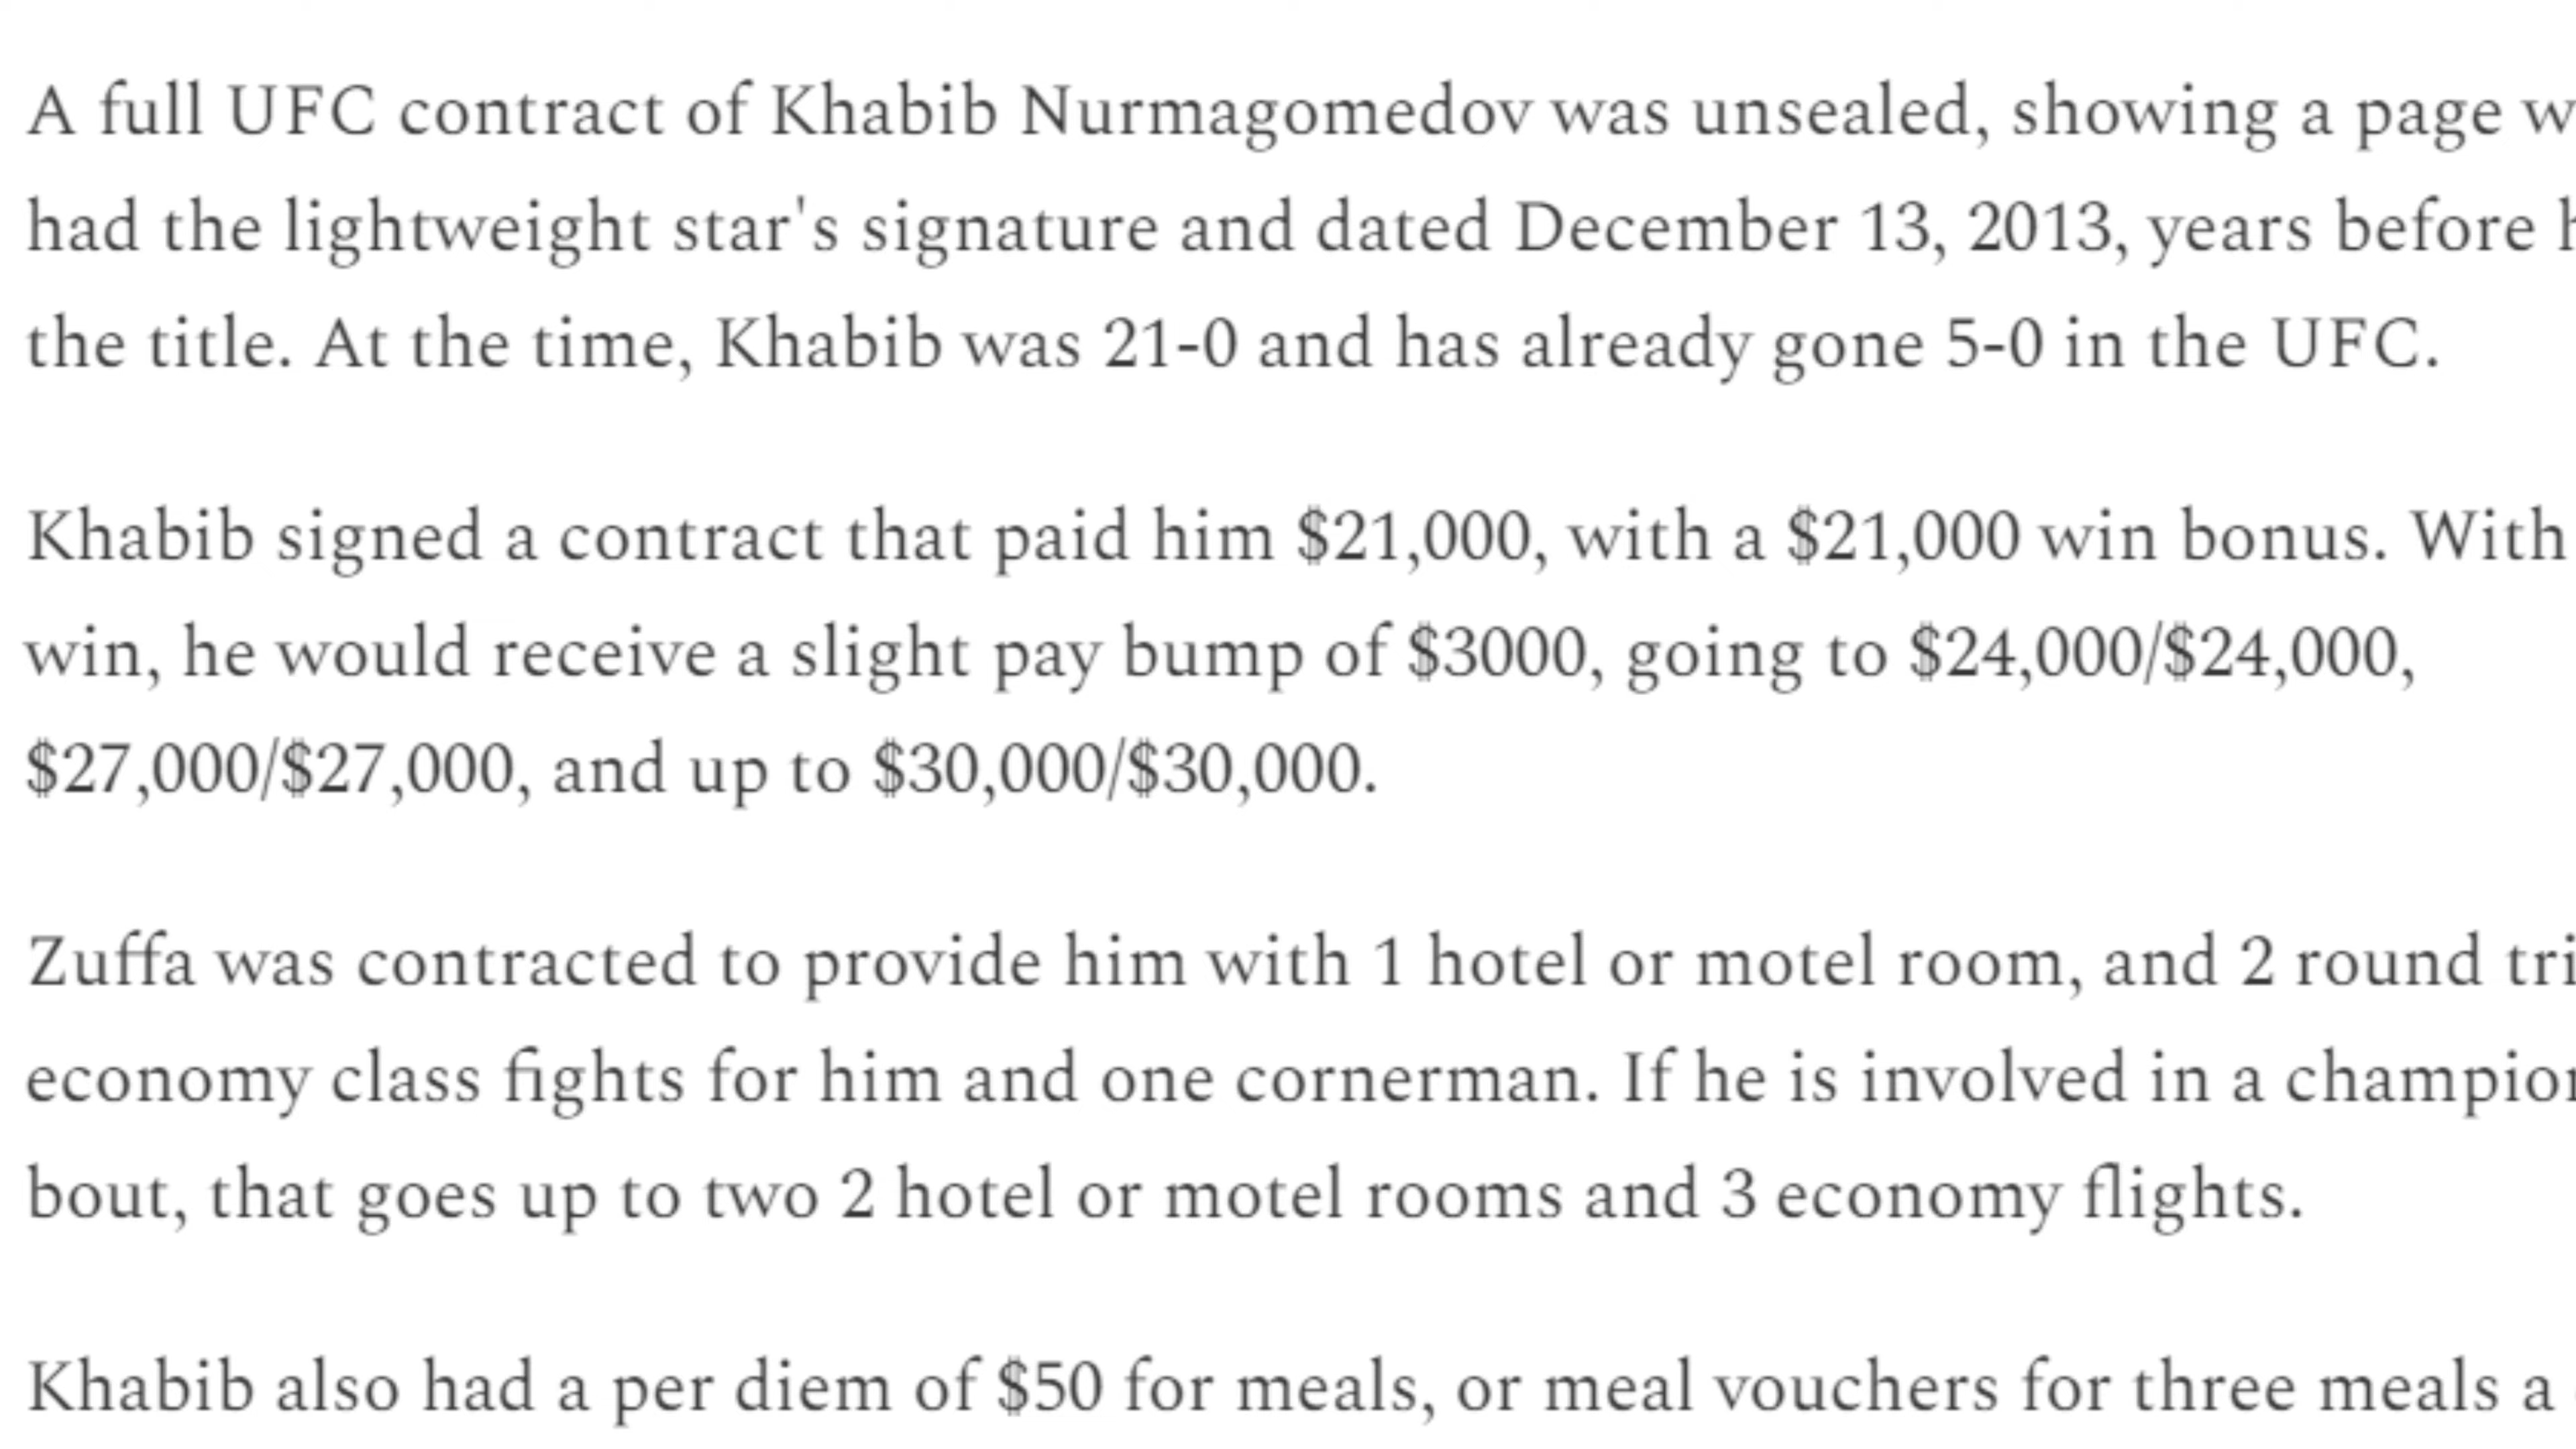 A full UFC contract of Khabib Nurmagomedov was unsealed, showing a page
had the lightweight star's signature and dated December 13, 2013, years before
the title. At the time, Khabib was 21-0 and has already gone 5-0 in the UFC.
Khabib signed a contract that paid him $21,000, with a $21,000 win bonus. With
win, he would receive a slight pay bump of $3000, going to $24,000/$24,000,
$27,000/$27,000, and up to $30,000/$30,000.
Zuffa was contracted to provide him with 1 hotel or motel room, and 2 round
economy class fights for him and one cornerman. If he is involved in a
bout, that goes up to two 2 hotel or motel rooms and 3 economy flights.
Khabib also had a per diem of $50 for meals, or meal vouchers for three meals a